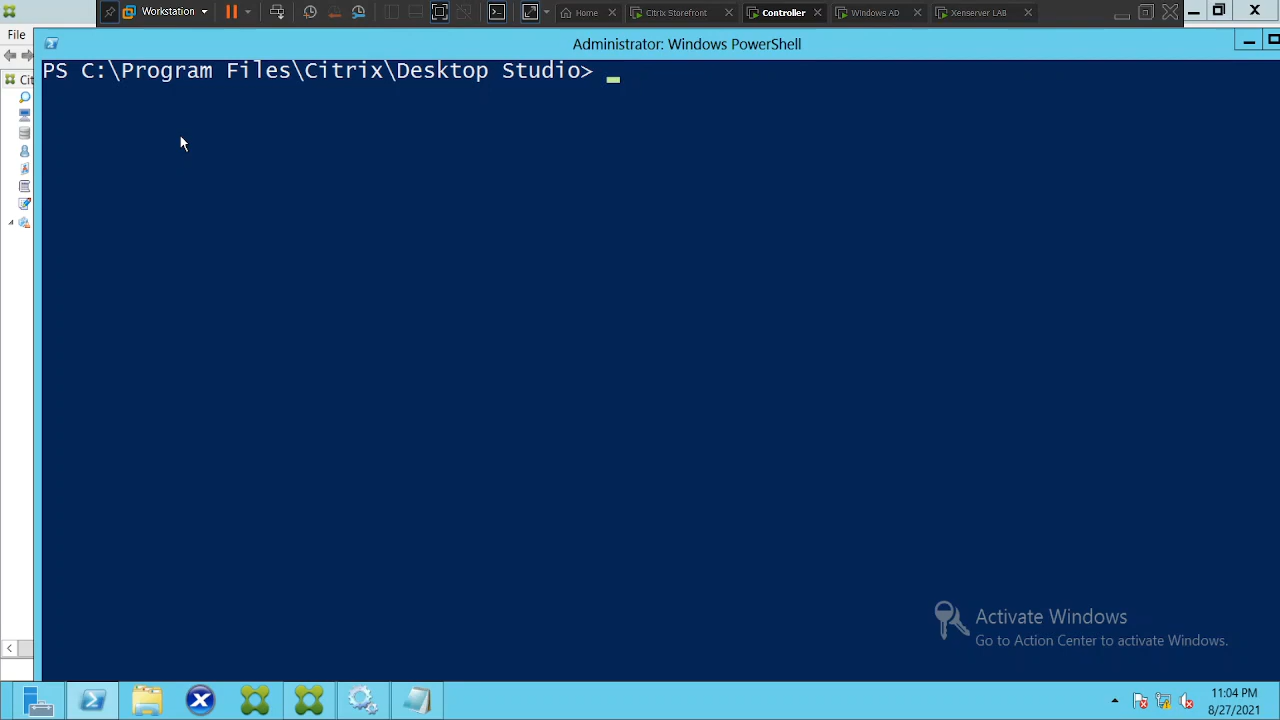 Workstation
Home
Citrix Storefront
Controller
Windows AD
Xenserver LAB
File
Administrator: Windows PowerShell
Cit
PS C:\Program Files\Citrix\Desktop Studio>
Activate Windows
Go to Action Center to activate Windows.
11:04 PM
8/27/2021